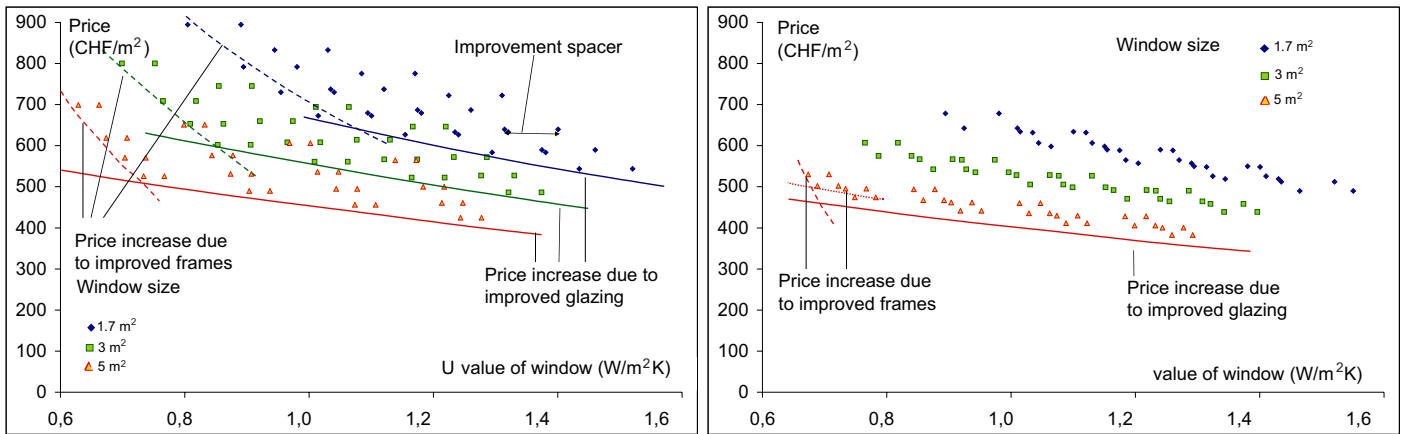 Price
(CHF/m²)
Improvement spacer
Price increase due
to improved frames
Window size
Price increase due to
improved glazing
1.7 m²
3 m²
5 m²
U value of window (W/m²K)
900
800
700
600
500
400
300
200
100
0
0,6
0,8
1,0
1,2
1,4
1,6
Price
(CHF/m²)
Window size
1.7 m²
3 m²
5 m²
Price increase due
to improved frames
Price increase due
to improved glazing
value of window (W/m²K)
900
800
700
600
500
400
300
200
100
0
0,6
0,8
1,0
1,2
1,4
1,6